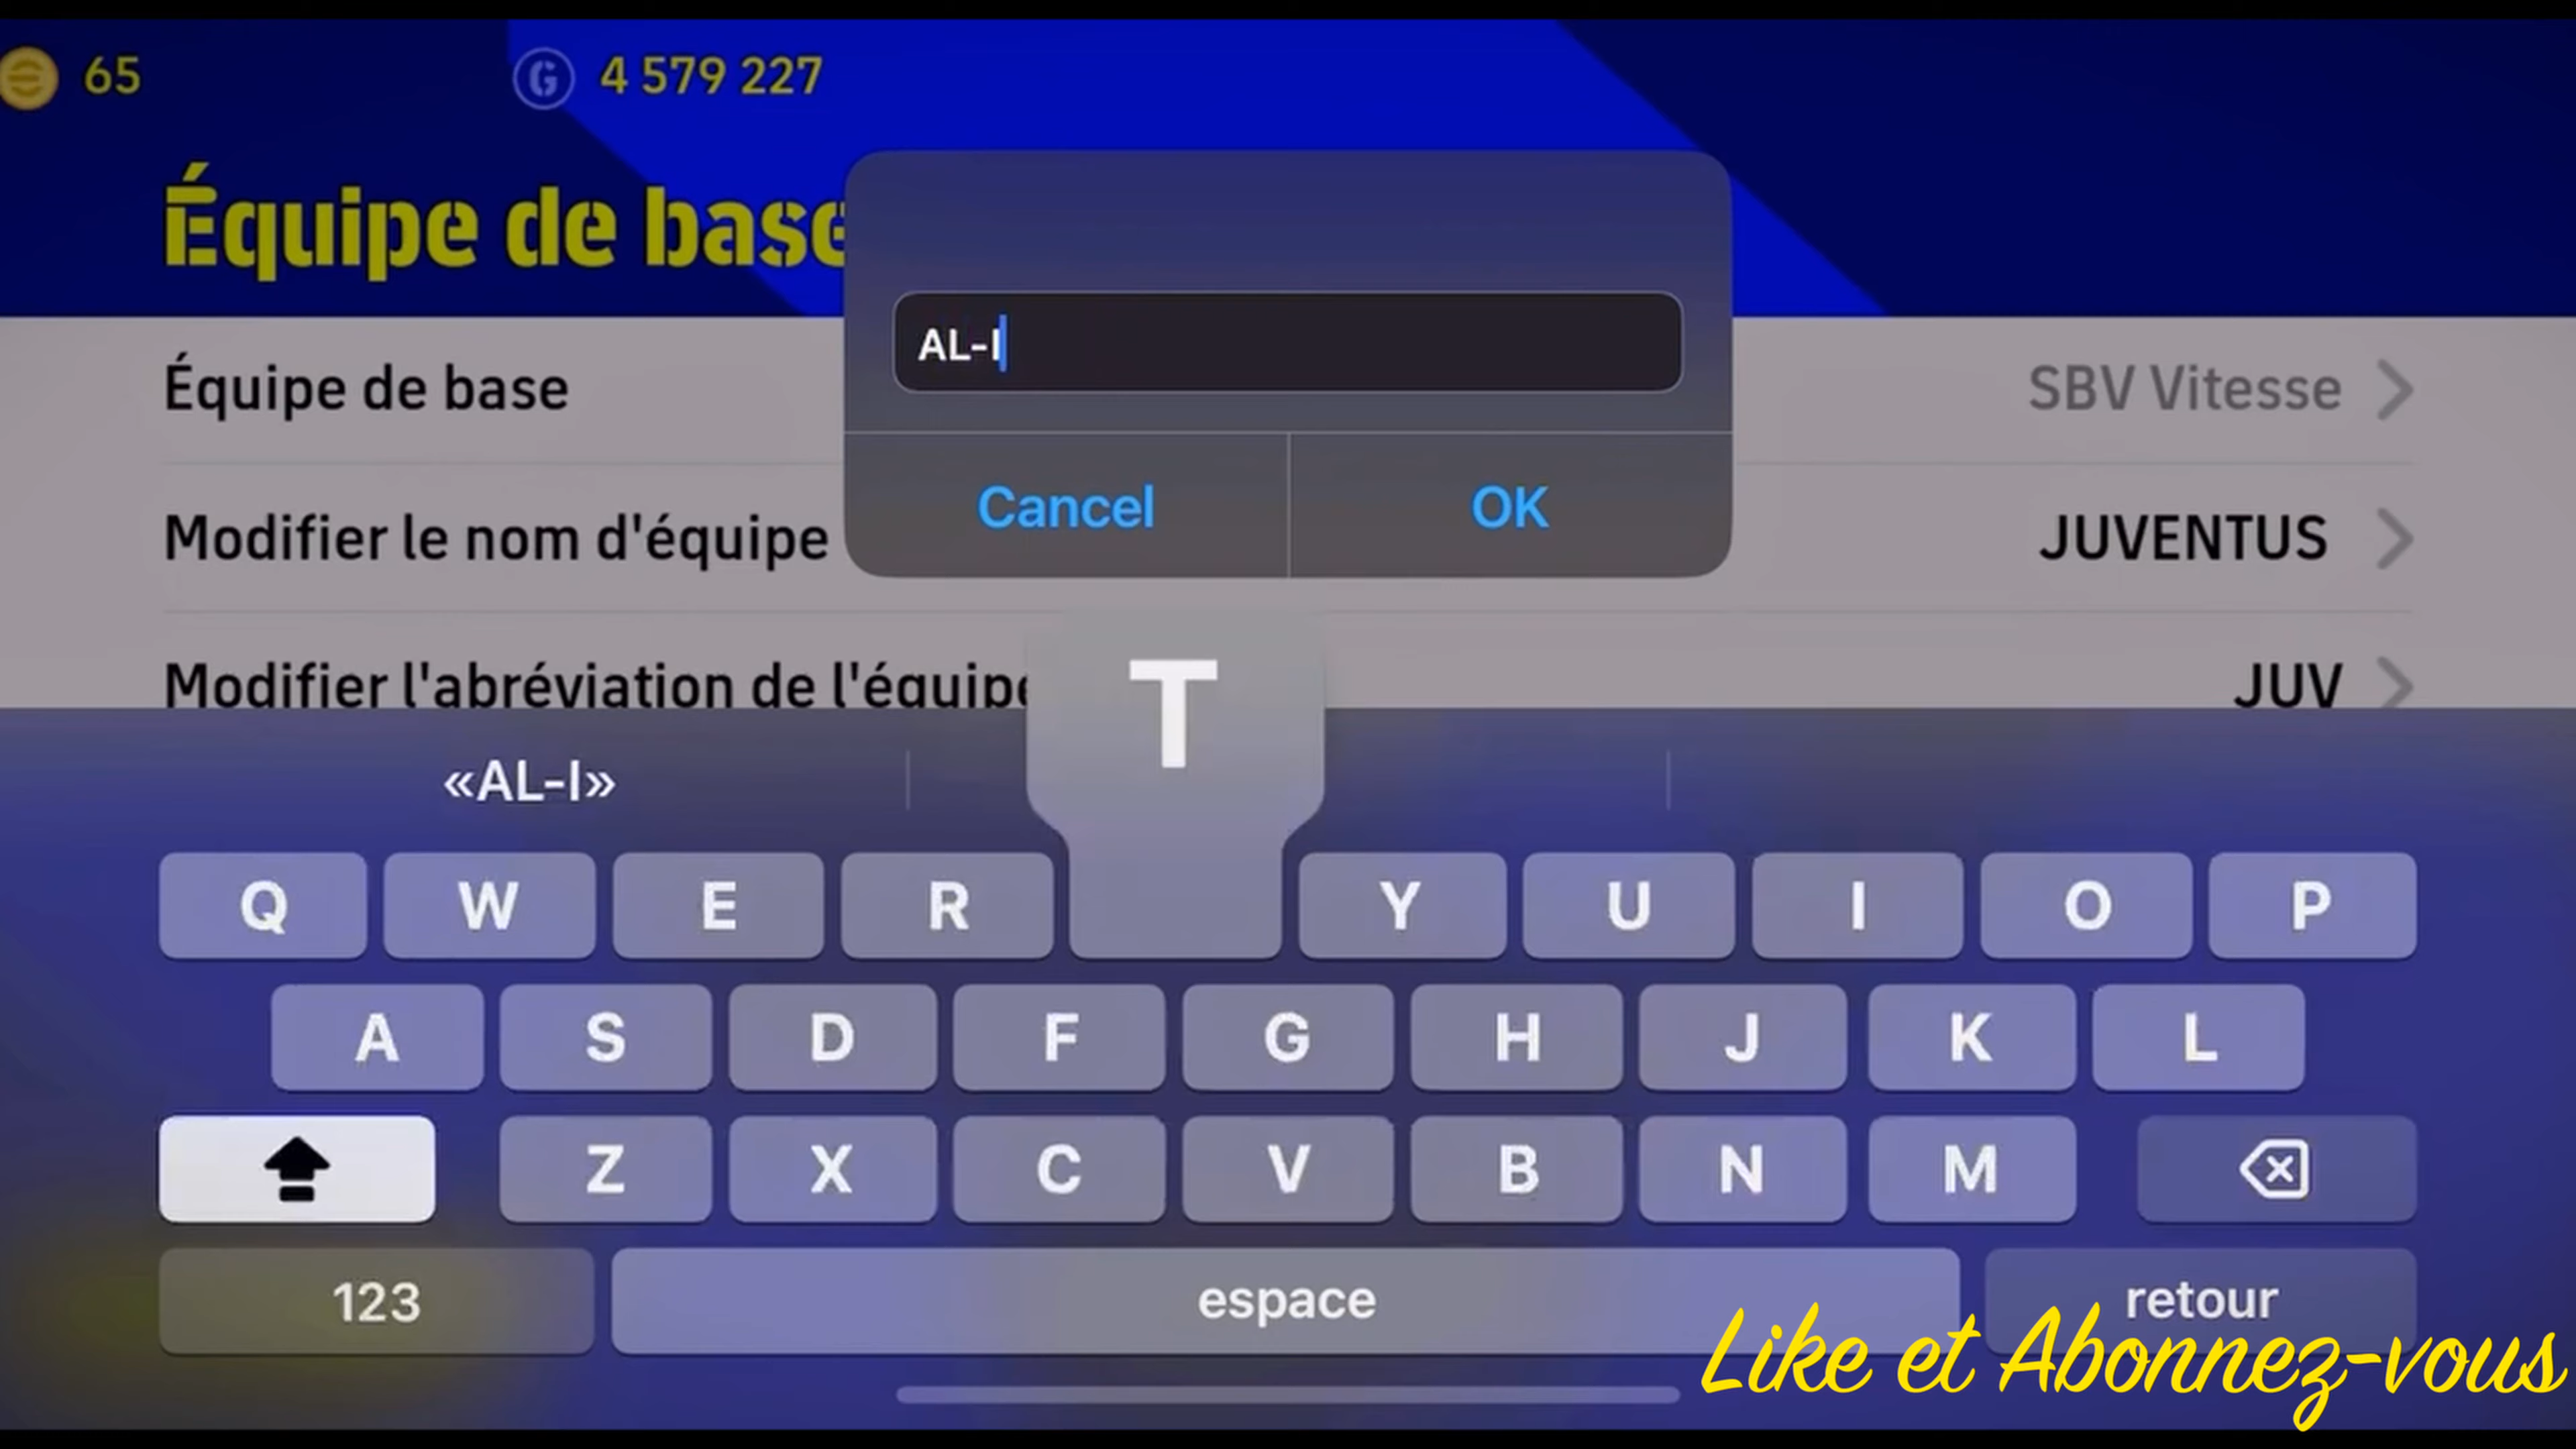 65
4 579 227
Équipe de base
AL-I
Cancel
OK
Équipe de base
SBV Vitesse
Modifier le nom d'équipe
JUVENTUS
Modifier l'abréviation de l'équipe
JUV
T
«AL-I»
Q W E R Y U I O P
A S D F G H J K L
Z X C V B N M
123
espace
retour
Like et Abonnez-vous